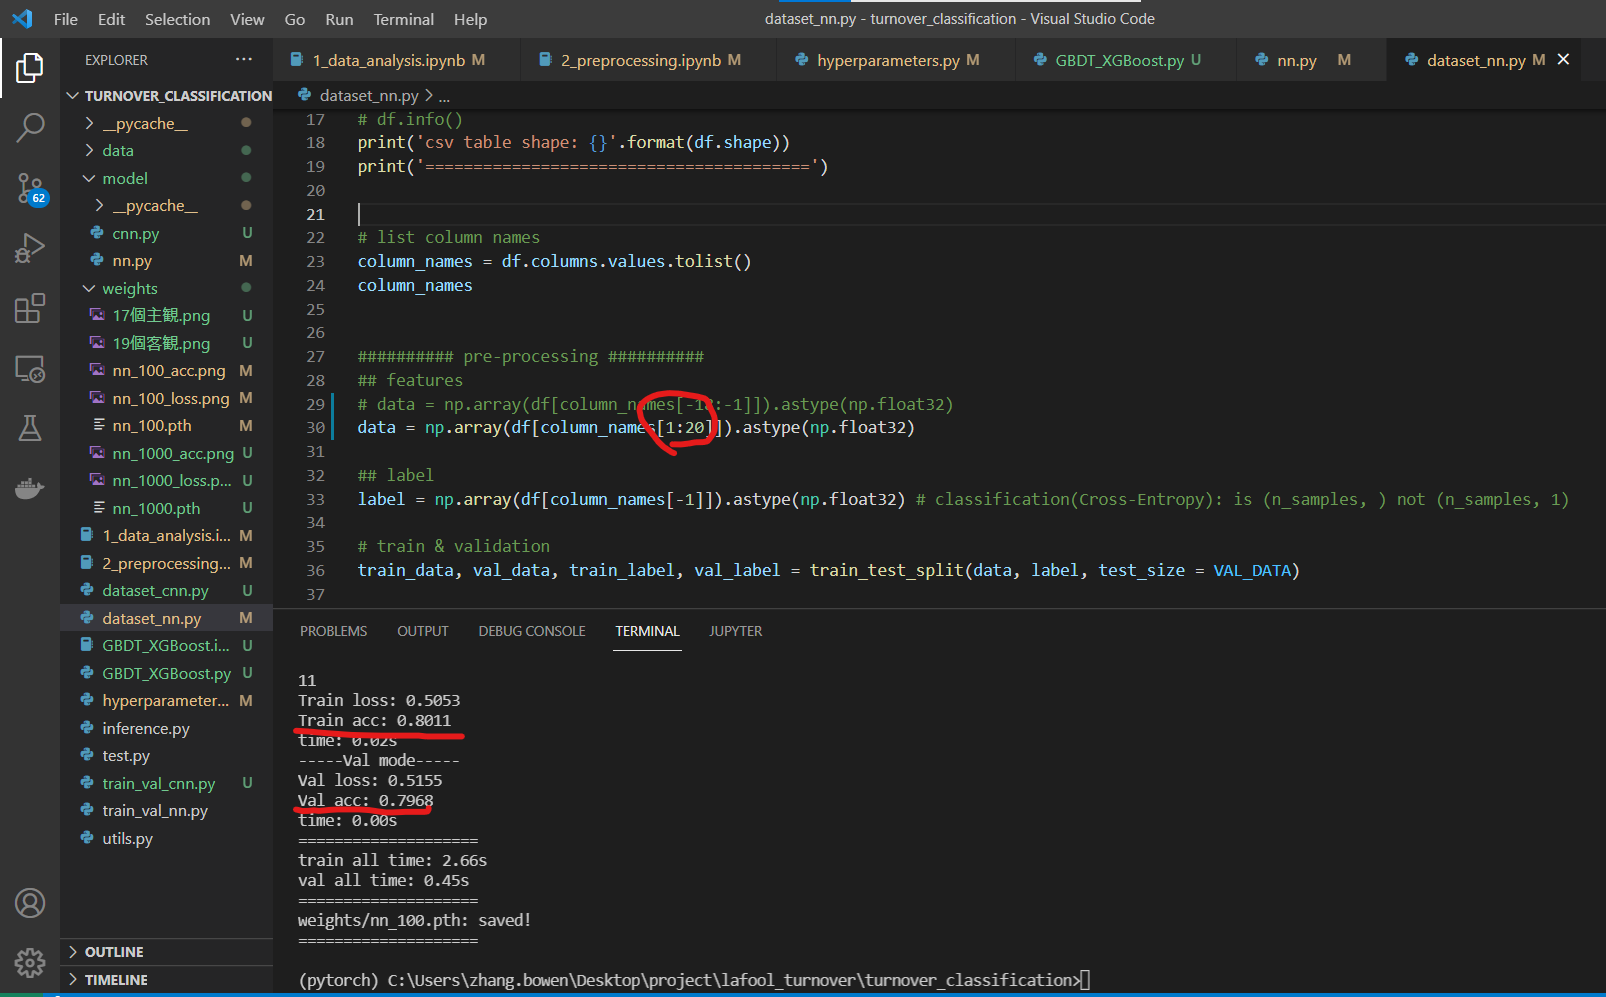 File Edit Selection View Go Run Terminal Help
dataset_nn.py - turnover_classification - Visual Studio Code
EXPLORER ...
1_data_analysis.ipynb M
2_preprocessing.ipynb M
hyperparameters.py M
GBDT_XGBoost.py U
nn.py M
dataset_nn.py M
TURNOVER_CLASSIFICATION
__pycache__
data
model
__pycache__
cnn.py U
nn.py M
weights
17個主観.png U
19個客観.png U
nn_100_acc.png M
nn_100_loss.png M
nn_100.pth M
nn_1000_acc.png U
nn_1000_loss.p... U
nn_1000.pth U
1_data_analysis.i... M
2_preprocessing... M
dataset_cnn.py U
dataset_nn.py M
GBDT_XGBoost.i... U
GBDT_XGBoost.py U
hyperparameter... M
inference.py
test.py
train_val_cnn.py U
train_val_nn.py
utils.py
OUTLINE
TIMELINE
62
dataset_nn.py > ...
17 # df.info()
18 print('csv table shape: {}'.format(df.shape))
19 print('========================================')
20
21
22 # list column names
23 column_names = df.columns.values.tolist()
24 column_names
25
26
27 ########## pre-processing ##########
28 ## features
29 # data = np.array(df[column_names[-18:-1]]).astype(np.float32)
30 data = np.array(df[column_names[1:20]]).astype(np.float32)
31
32 ## label
33 label = np.array(df[column_names[-1]]).astype(np.float32) # classification(Cross-Entropy): is (n_samples, ) not (n_samples, 1)
34
35 # train & validation
36 train_data, val_data, train_label, val_label = train_test_split(data, label, test_size = VAL_DATA)
37
PROBLEMS OUTPUT DEBUG CONSOLE TERMINAL JUPYTER
11
Train loss: 0.5053
Train acc: 0.8011
time: 0.02s
-----Val mode-----
Val loss: 0.5155
Val acc: 0.7968
time: 0.00s
====================
train all time: 2.66s
val all time: 0.45s
====================
weights/nn_100.pth: saved!
====================
(pytorch) C:\Users\zhang.bowen\Desktop\project\lafool_turnover\turnover_classification>